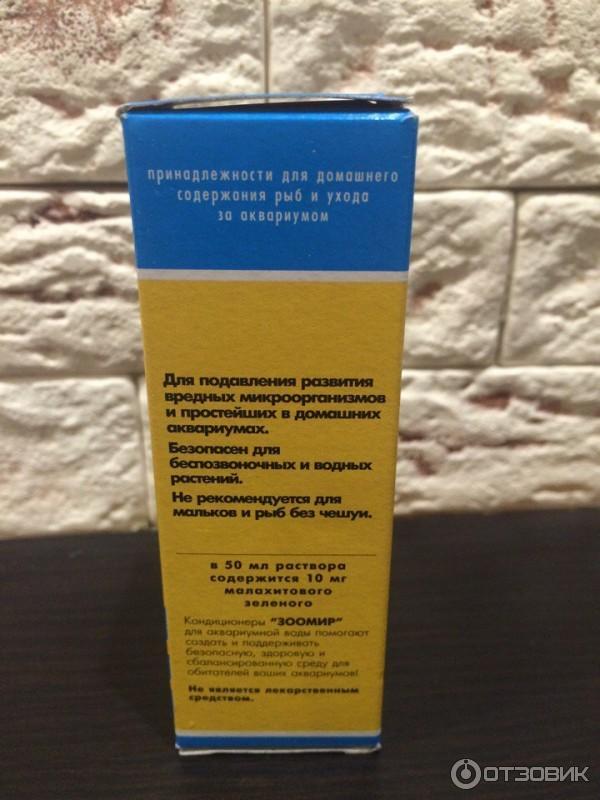 принадлежности для домашнего
содержания рыб и ухода
за аквариумом
Для подавления развития
вредных микроорганизмов
и простейших в домашних
аквариумах.
Безопасен для
беспозвоночных и водных
растений.
Не рекомендуется для
мальков и рыб без чешуи.
в 50 мл раствора
содержится 10 мг
малахитового
зеленого
Кондиционеры "ЗООМИР"
для аквариумной воды помогают
создать и поддерживать
безопасную, здоровую и
сбалансированную среду для
обитателей ваших аквариумов!
Не является лекарственным
средством.
ОТЗОВИК